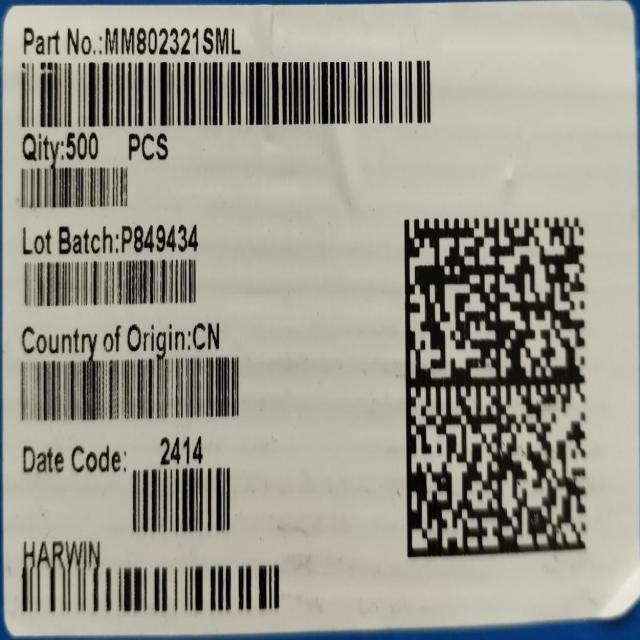 Part No.:MM802321SML
Qity:500 PCS
Lot Batch:P849434
Country of Origin:CN
Date Code: 2414
HARWIN